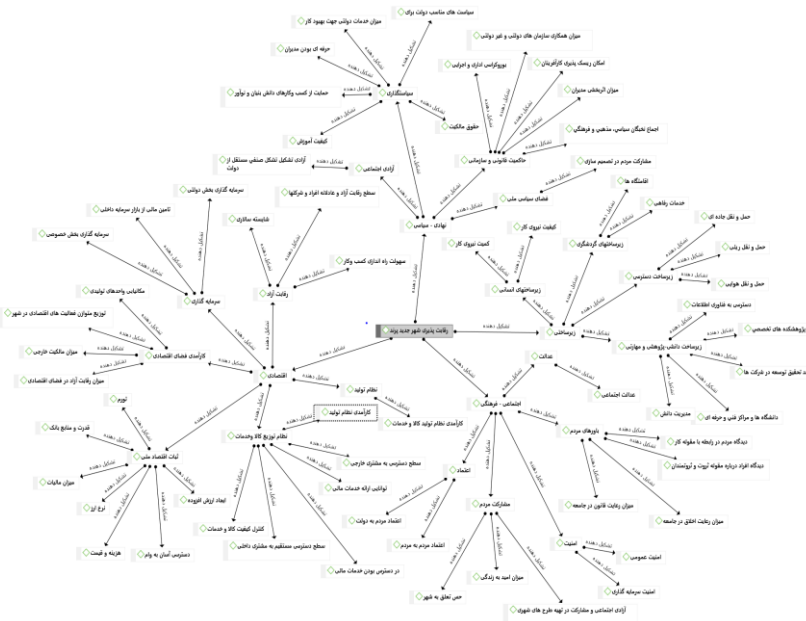 سیاست های مناسب دولت برای
میزان خدمات دولتی جهت بهبود کار
حرفه ای بودن مدیران
حمایت از کسب وکارهای دانش بنیان و نوآور
سیاستگذاری
کیفیت آموزش
حقوق مالکیت
میزان همکاری سازمان های دولتی و غیر دولتی
بوروکراسی اداری و اجرایی
امکان ریسک پذیری کارآفرینان
میزان اثربخشی مدیران
اجماع نخبگان سیاسی، مذهبی و فرهنگی
حاکمیت قانونی و سازمانی
مشارکت مردم در تصمیم سازی
آزادی تشکیل تشکل صنفی مستقل از
دولت
آزادی اجتماعی
فضای سیاسی ملی
نهادی - سیاسی
سرمایه گذاری بخش دولتی
تامین مالی از بازار سرمایه داخلی
سرمایه گذاری بخش خصوصی
سرمایه گذاری
سطح رقابت آزاد و عادلانه افراد و شرکتها
شایسته سالاری
سهولت راه اندازی کسب وکار
رقابت آزاد
کیفیت نیروی کار
کمیت نیروی کار
زیرساختهای انسانی
اقامتگاه ها
خدمات رفاهی
زیرساختهای گردشگری
حمل و نقل جاده ای
حمل و نقل ریلی
حمل و نقل هوایی
زیرساخت دسترسی
دسترسی به فناوری اطلاعات
پژوهشکده های تخصصی
زیرساخت دانشی-پژوهشی و مهارتی
تحقیق توسعه در شرکت ها
دانشگاه ها و مراکز فنی و حرفه ای
مدیریت دانش
زیرساختی
رقابت پذیری شهر جدید پرند
مکانیابی واحدهای تولیدی
توزیع متوازن فعالیت های اقتصادی در شهر
کارآمدی فضای اقتصادی
میزان مالکیت خارجی
میزان رقابت آزاد در فضای اقتصادی
اقتصادی
نظام تولید
کارآمدی نظام تولید
کارآمدی نظام تولید کالا و خدمات
نظام توزیع کالا وخدمات
سطح دسترسی به مشتری خارجی
توانایی ارائه خدمات مالی
کنترل کیفیت کالا و خدمات
سطح دسترسی مستقیم به مشتری داخلی
در دسترس بودن خدمات مالی
تورم
قدرت و منابع بانک
ثبات اقتصاد ملی
میزان مالیات
نرخ ارز
هزینه و قیمت
دسترسی آسان به وام
ابعاد ارزش افزوده
اجتماعی - فرهنگی
عدالت
عدالت اجتماعی
باورهای مردم
دیدگاه مردم در رابطه با مقوله کار
دیدگاه افراد درباره مقوله ثروت و ثروتمندان
میزان رعایت قانون در جامعه
میزان رعایت اخلاق در جامعه
اعتماد
اعتماد مردم به دولت
اعتماد مردم به مردم
مشارکت مردم
میزان امید به زندگی
حس تعلق به شهر
آزادی اجتماعی و مشارکت در تهیه طرح های شهری
امنیت
امنیت عمومی
امنیت سرمایه گذاری